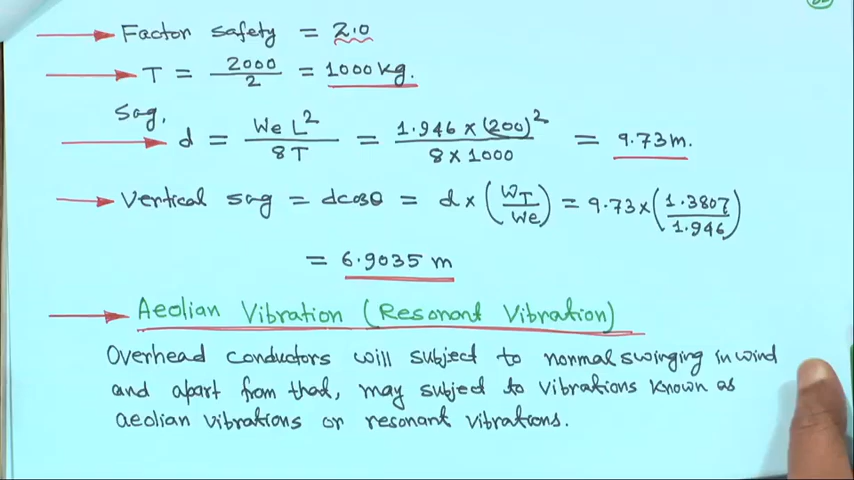 Factor safety = 2.0
T = 2000/2 = 1000 kg.
Sag,
d = We L²/8T = 1.946 × (200)²/8 × 1000 = 9.73 m.
Vertical sag = d cosθ = d × (WT/We) = 9.73 × (1.3807/1.946)
= 6.9035 m
Aeolian Vibration (Resonant Vibration)
Overhead conductors will subject to normal swinging in wind
and apart from that, may subject to vibrations known as
aeolian vibrations or resonant vibrations.